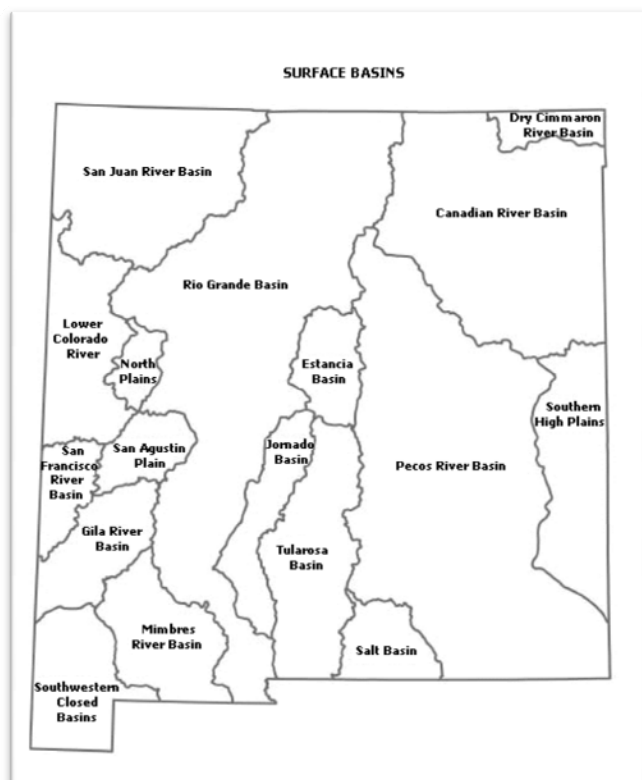 SURFACE BASINS
Dry Cimmaron
River Basin
San Juan River Basin
Canadian River Basin
Rio Grande Basin
Lower
Colorado
River
North
Plains
Estancia
Basin
Southern
High Plains
San
Francisco
River
Basin
San Agustin
Plain
Jornado
Basin
Pecos River Basin
Gila River
Basin
Tularosa
Basin
Mimbres
River Basin
Salt Basin
Southwestern
Closed
Basins